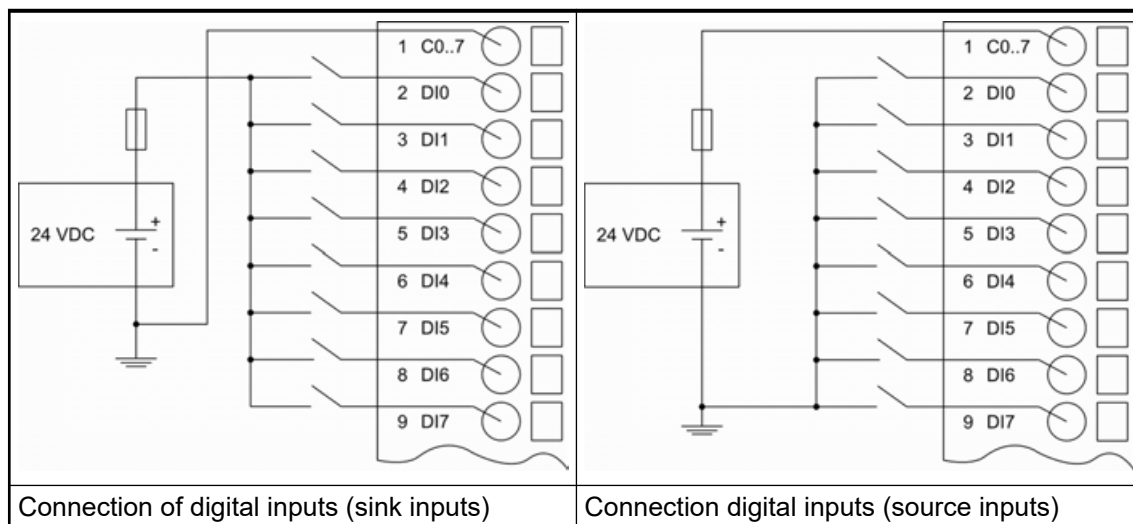 1 C0..7
2 DI0
3 DI1
4 DI2
5 DI3
6 DI4
7 DI5
8 DI6
9 DI7
24 VDC
+
-
Connection of digital inputs (sink inputs)
1 C0..7
2 DI0
3 DI1
4 DI2
5 DI3
6 DI4
7 DI5
8 DI6
9 DI7
24 VDC
+
-
Connection digital inputs (source inputs)